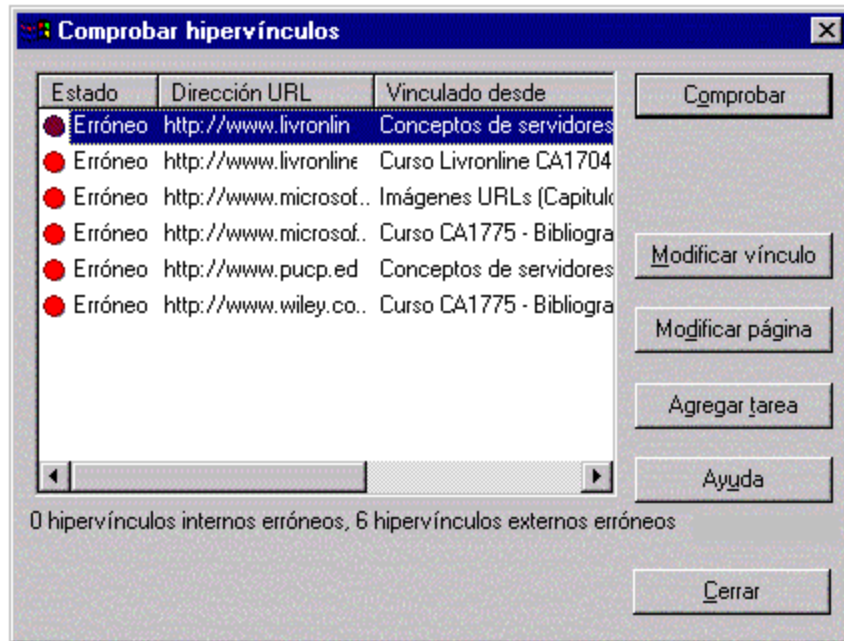 Comprobar hipervínculos
Estado Dirección URL Vinculado desde
Erróneo http://www.livronlin Conceptos de servidores
Erróneo http://www.livronline Curso Livronline CA1704
Erróneo http://www.microsof.. Imágenes URLs (Capitulo
Erróneo http://www.microsof.. Curso CA1775 - Bibliogra
Erróneo http://www.pucp.ed Conceptos de servidores
Erróneo http://www.wiley.co.. Curso CA1775 - Bibliogra
0 hipervínculos internos erróneos, 6 hipervínculos externos erróneos
Comprobar
Modificar vínculo
Modificar página
Agregar tarea
Ayuda
Cerrar